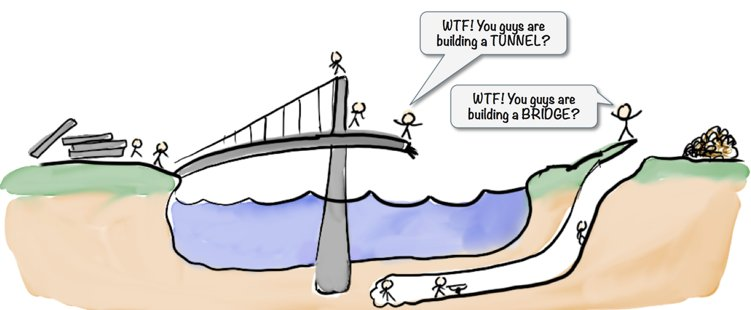 WTF! You guys are
building a TUNNEL?
WTF! You guys are
building a BRIDGE?